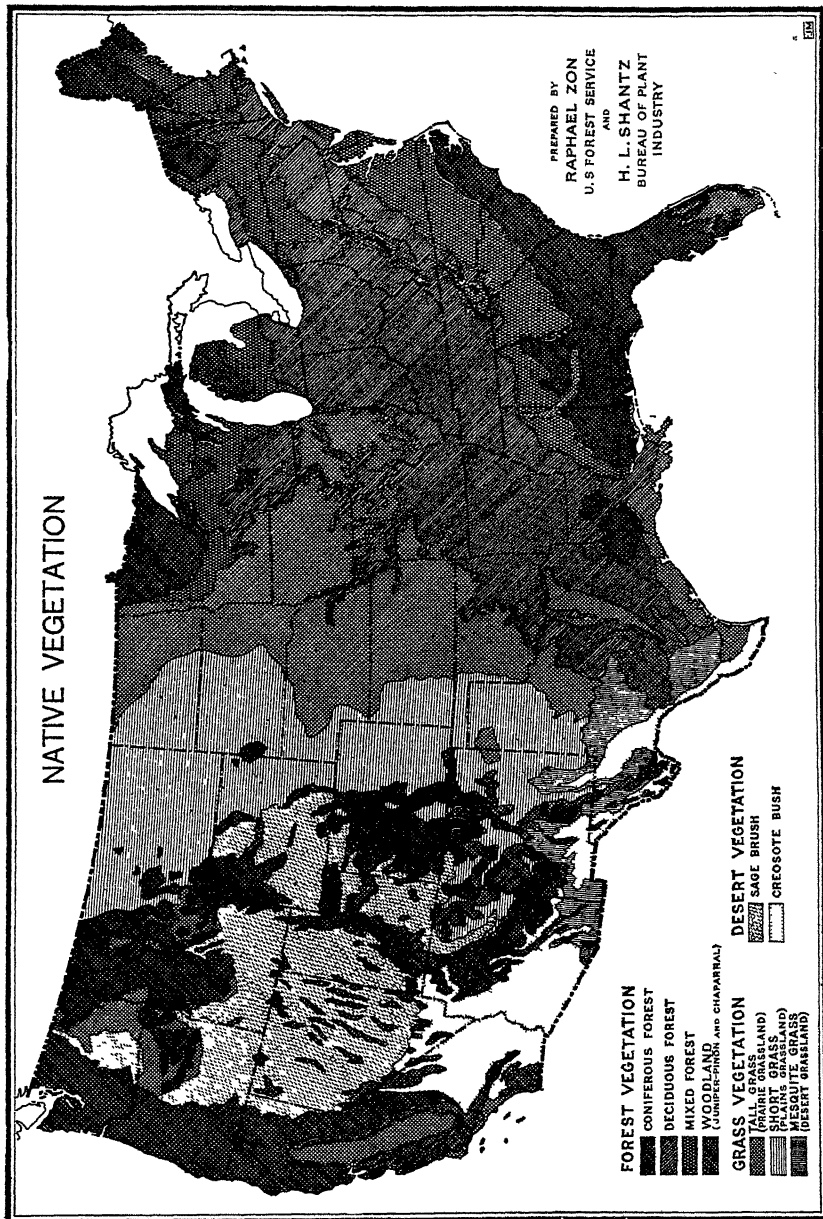 NATIVE VEGETATION
PREPARED BY
RAPHAEL ZON
U.S FOREST SERVICE
AND
H. L. SHANTZ
BUREAU OF PLANT
INDUSTRY
FOREST VEGETATION
CONIFEROUS FOREST
DECIDUOUS FOREST
MIXED FOREST
WOODLAND
(JUNIPER-PIÑON AND CHAPARRAL)
GRASS VEGETATION
TALL GRASS
(PRAIRIE GRASSLAND)
SHORT GRASS
(PLAINS GRASSLAND)
MESQUITE GRASS
(DESERT GRASSLAND)
DESERT VEGETATION
SAGE BRUSH
CREOSOTE BUSH